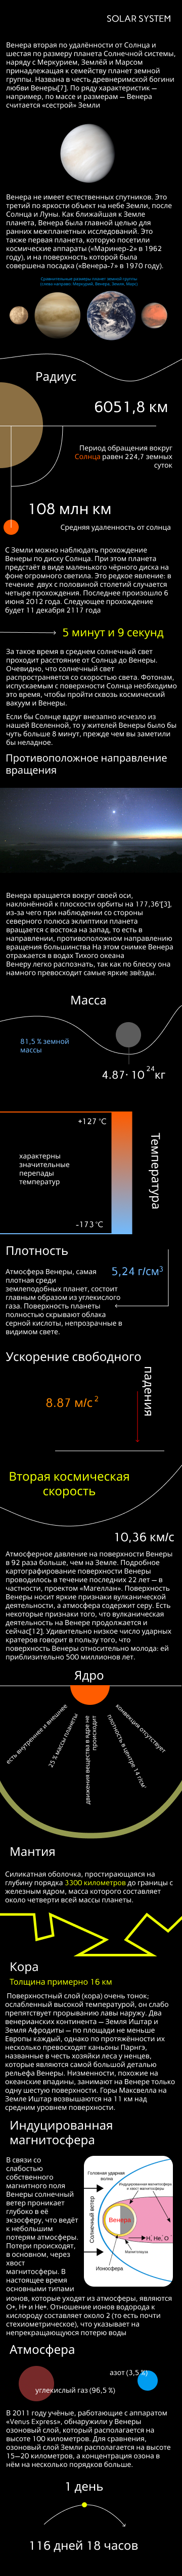 SOLAR SYSTEM
Венера вторая по удалённости от Солнца и
шестая по размеру планета Солнечной системы,
наряду с Меркурием, Землёй и Марсом
принадлежащая к семейству планет земной
группы. Названа в честь древнеримской богини
любви Венеры[7]. По ряду характеристик —
например, по массе и размерам — Венера
считается «сестрой» Земли
Венера не имеет естественных спутников. Это
третий по яркости объект на небе Земли, после
Солнца и Луны. Как ближайшая к Земле
планета, Венера была главной целью для
ранних межпланетных исследований. Это
также первая планета, которую посетили
космические аппараты («Маринер-2» в 1962
году), и на поверхность которой была
совершена посадка («Венера-7» в 1970 году).
Сравнительные размеры планет земной группы
(слева направо: Меркурий, Венера, Земля, Марс)
Радиус
6051,8 км
Период обращения вокруг
Солнца равен 224,7 земных
суток
108 млн км
Средняя удаленность от солнца
С Земли можно наблюдать прохождение
Венеры по диску Солнца. При этом планета
предстаёт в виде маленького чёрного диска на
фоне огромного светила. Это редкое явление: в
течение двух с половиной столетий случается
четыре прохождения. Последнее произошло 6
июня 2012 года. Следующее прохождение
будет 11 декабря 2117 года
5 минут и 9 секунд
За такое время в среднем солнечный свет
проходит расстояние от Солнца до Венеры.
Очевидно, что солнечный свет
распространяется со скоростью света. Фотонам,
испускаемым с поверхности Солнца необходимо
это время, чтобы пройти сквозь космический
вакуум и Венеры.
Если бы Солнце вдруг внезапно исчезло из
нашей Вселенной, то у жителей Венеры было бы
чуть больше 8 минут, прежде чем вы заметили
бы неладное.
Противоположное направление
вращения
Венера вращается вокруг своей оси,
наклонённой к плоскости орбиты на 177,36°[3],
из-за чего при наблюдении со стороны
северного полюса эклиптики планета
вращается с востока на запад, то есть в
направлении, противоположном направлению
вращения большинства На этом снимке Венера
отражается в водах Тихого океана
Венеру легко распознать, так как по блеску она
намного превосходит самые яркие звёзды.
Масса
81,5 % земной
массы
4.87· 10 24кг
+127 °C
характерны
значительные
перепады
температур
Температура
-173 °C
Плотность
5,24 г/см3
Атмосфера Венеры, самая
плотная среди
землеподобных планет, состоит
главным образом из углекислого
газа. Поверхность планеты
полностью скрывают облака
серной кислоты, непрозрачные в
видимом свете.
Ускорение свободного
падения
8.87 м/с 2
Вторая космическая
скорость
10,36 км/с
Атмосферное давление на поверхности Венеры
в 92 раза больше, чем на Земле. Подробное
картографирование поверхности Венеры
проводилось в течение последних 22 лет — в
частности, проектом «Магеллан». Поверхность
Венеры носит яркие признаки вулканической
деятельности, а атмосфера содержит серу. Есть
некоторые признаки того, что вулканическая
деятельность на Венере продолжается и
сейчас[12]. Удивительно низкое число ударных
кратеров говорит в пользу того, что
поверхность Венеры относительно молода: ей
приблизительно 500 миллионов лет.
Ядро
есть внутреннее и внешнее
25 % массы планеты
движения вещества в ядре не
происходит
плотность в центре 14 г/см³
конвекция отсутствует
Мантия
Силикатная оболочка, простирающаяся на
глубину порядка 3300 километров до границы с
железным ядром, масса которого составляет
около четверти всей массы планеты.
Кора
Толщина примерно 16 км
Поверхностный слой (кора) очень тонок;
ослабленный высокой температурой, он слабо
препятствует прорыванию лавы наружу. Два
венерианских континента — Земля Иштар и
Земля Афродиты — по площади не меньше
Европы каждый, однако по протяжённости их
несколько превосходят каньоны Парнгэ,
названные в честь хозяйки леса у ненцев,
которые являются самой большой деталью
рельефа Венеры. Низменности, похожие на
океанские впадины, занимают на Венере только
одну шестую поверхности. Горы Максвелла на
Земле Иштар возвышаются на 11 км над
средним уровнем поверхности.
Индуцированная
магнитосфера
В связи со
слабостью
собственного
магнитного поля
Венеры солнечный
ветер проникает
глубоко в её
экзосферу, что ведёт
к небольшим
потерям атмосферы.
Потери происходят,
в основном, через
хвост
магнитосферы. В
настоящее время
основными типами
ионов, которые уходят из атмосферы, являются
O+, H+ и He+. Отношение ионов водорода к
кислороду составляет около 2 (то есть почти
стехиометрическое), что указывает на
непрекращающуюся потерю воды
Головная ударная
волна
Индуцированная магнитосфера
и хвост магнитосферы
Солнечный ветер
Венера
Магнитопауза
Ионосфера
Атмосфера
азот (3,5 %)
углекислый газ (96,5 %)
В 2011 году учёные, работающие с аппаратом
«Venus Express», обнаружили у Венеры
озоновый слой, который располагается на
высоте 100 километров. Для сравнения,
озоновый слой Земли располагается на высоте
15—20 километров, а концентрация озона в
нём на несколько порядков больше.
1 день
116 дней 18 часов